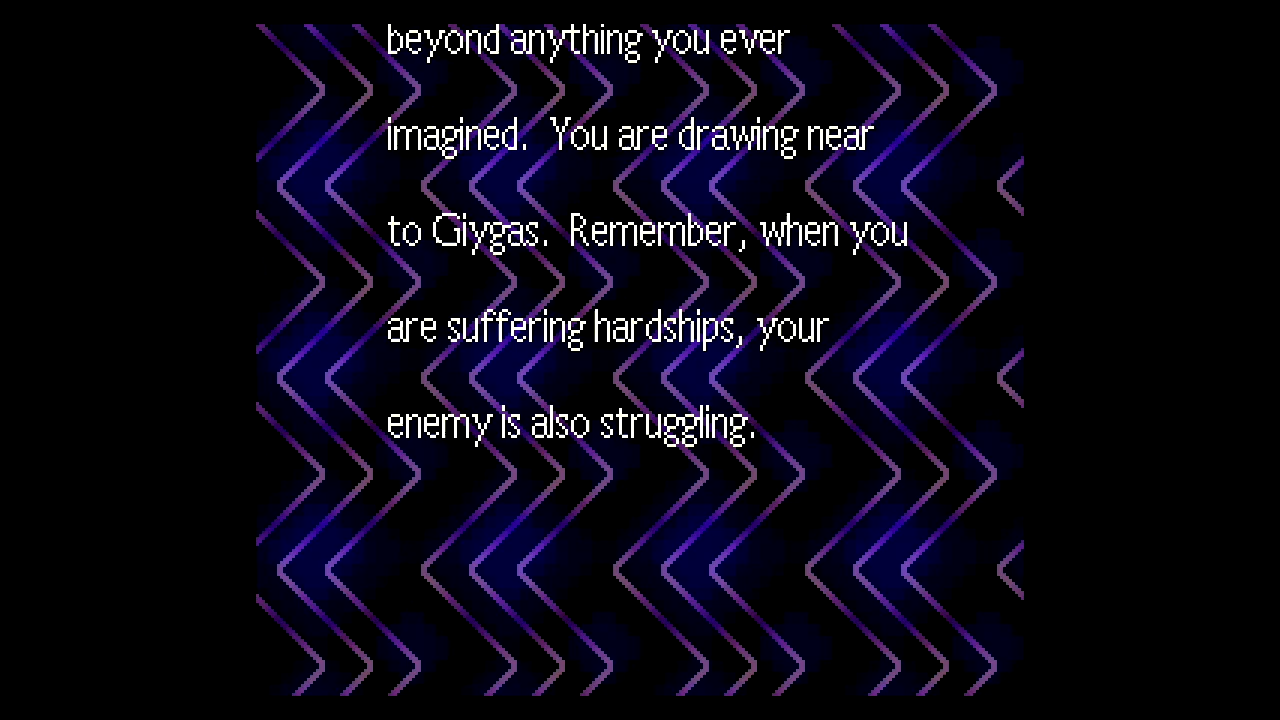 beyond anything you ever
imagined.  You are drawing near
to Giygas.  Remember, when you
are suffering hardships, your
enemy is also struggling.